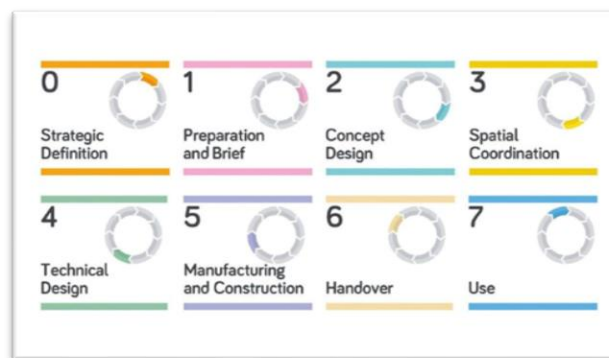 0
Strategic
Definition
1
Preparation
and Brief
2
Concept
Design
3
Spatial
Coordination
4
Technical
Design
5
Manufacturing
and Construction
6
Handover
7
Use